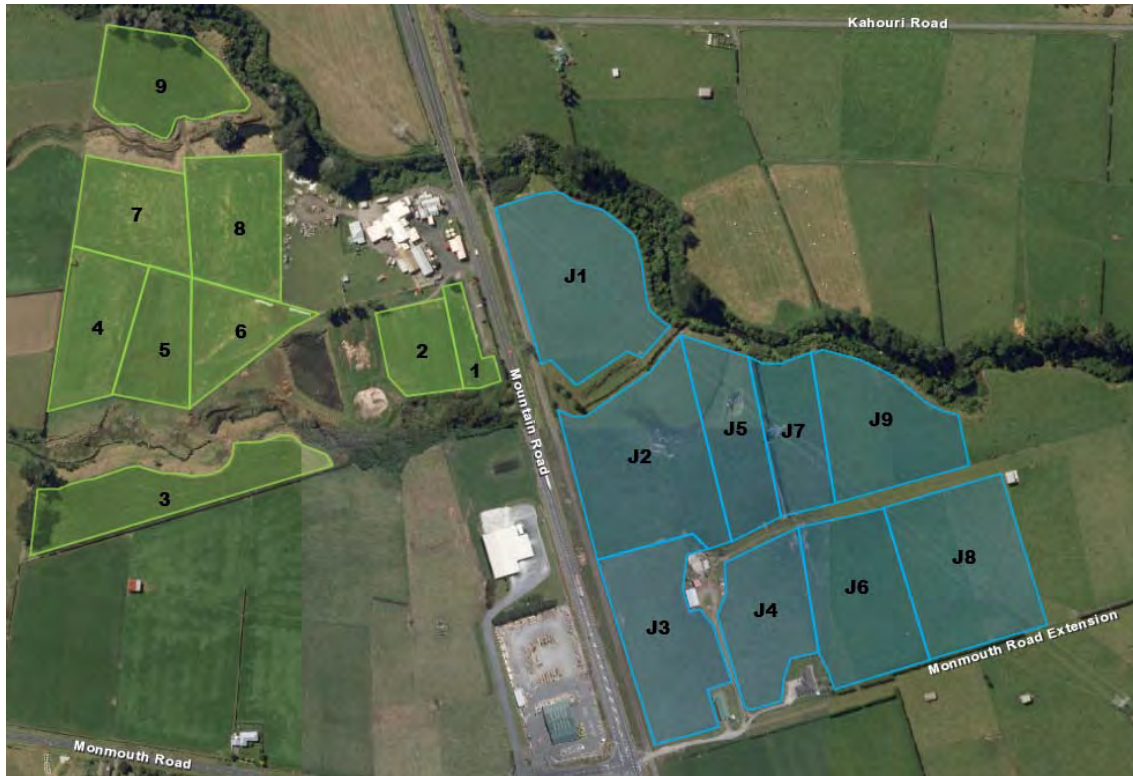 Kahouri Road
9
7
8
J1
4
5
6
2
1
Mountain Road
J5
J7
J9
J2
3
J8
J6
J4
J3
Monmouth Road Extension
Monmouth Road